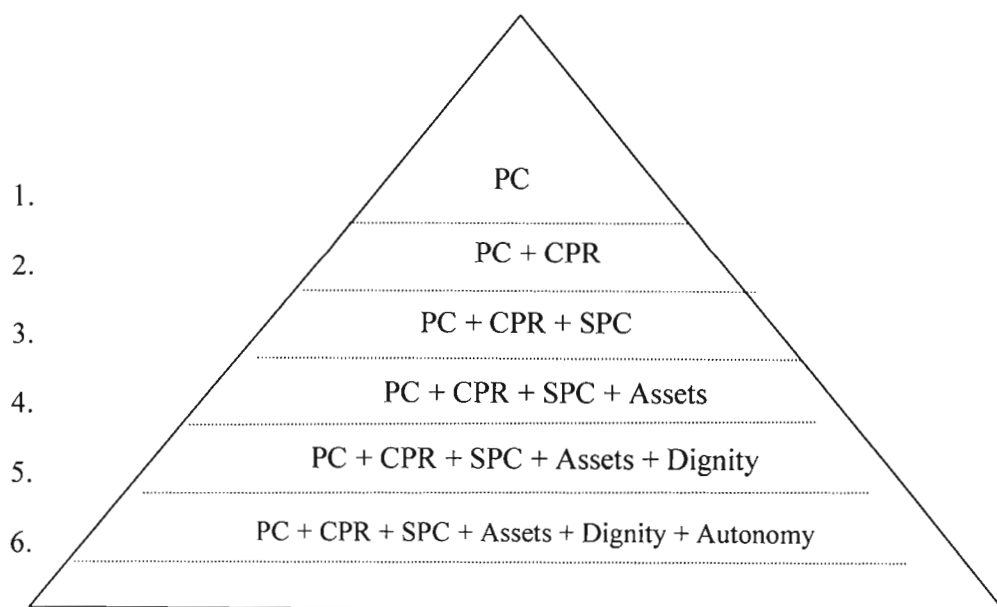 1. PC
2. PC + CPR
3. PC + CPR + SPC
4. PC + CPR + SPC + Assets
5. PC + CPR + SPC + Assets + Dignity
6. PC + CPR + SPC + Assets + Dignity + Autonomy